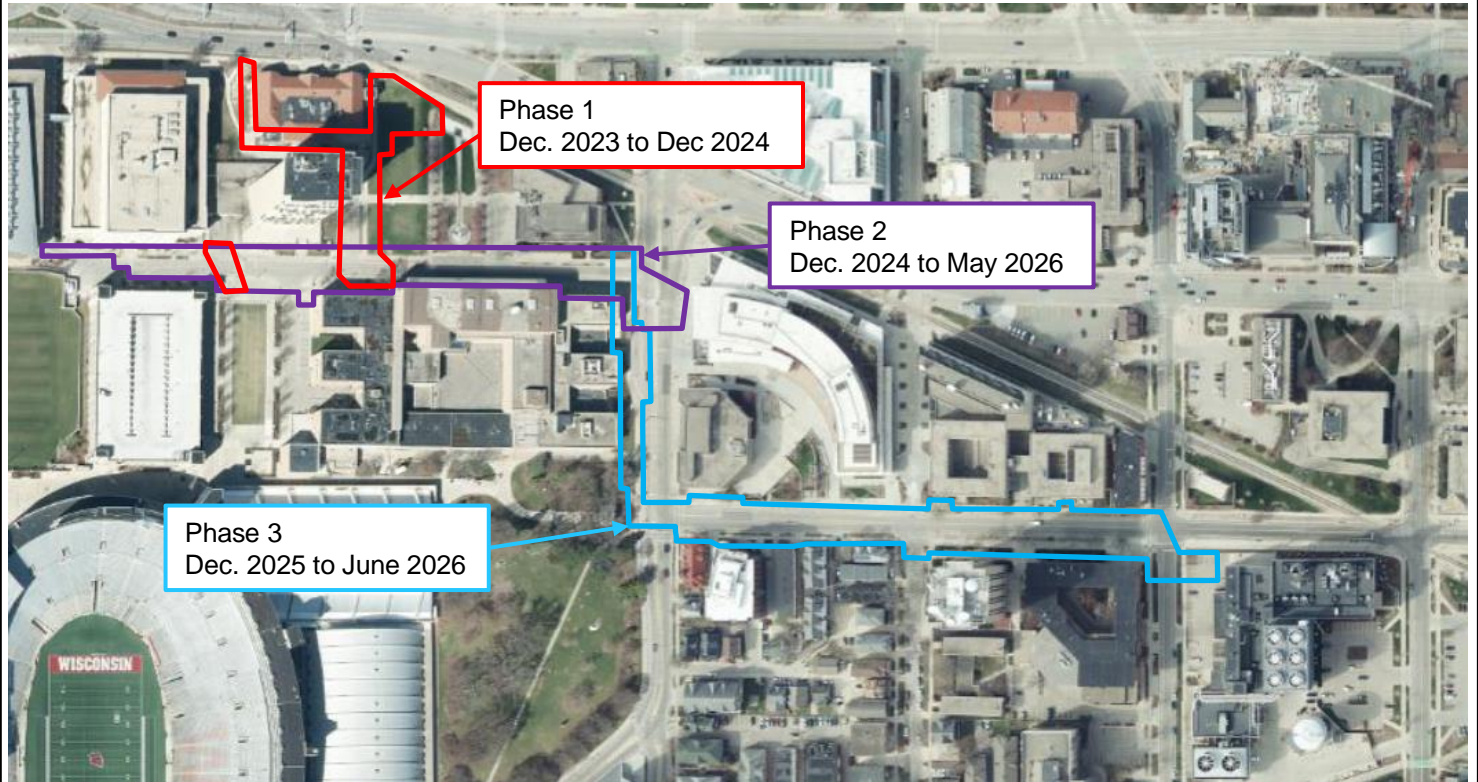 Phase 1
Dec. 2023 to Dec 2024
Phase 2
Dec. 2024 to May 2026
Phase 3
Dec. 2025 to June 2026
WISCONSIN